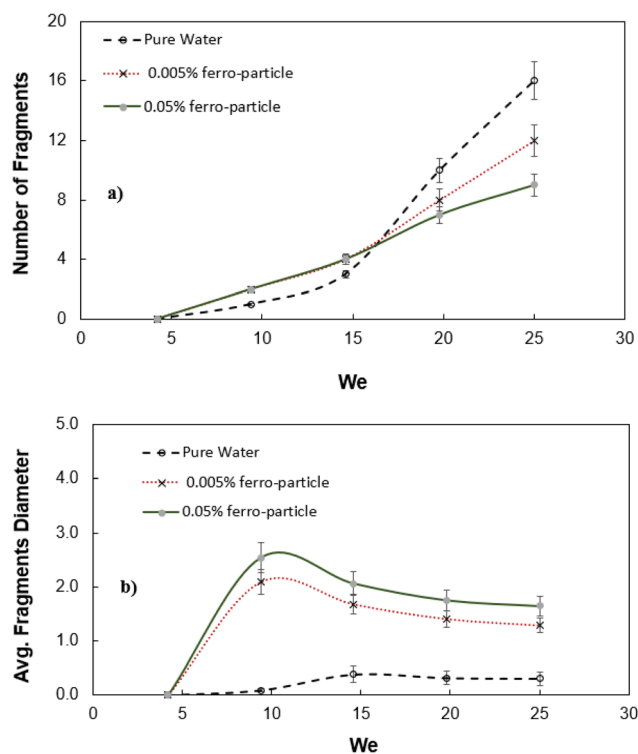 20
16
12
8
4
0
Number of Fragments
Pure Water
0.005% ferro-particle
0.05% ferro-particle
a)
0 5 10 15 20 25 30
We
5.0
4.0
3.0
2.0
1.0
0.0
Avg. Fragments Diameter
Pure Water
0.005% ferro-particle
0.05% ferro-particle
b)
0 5 10 15 20 25 30
We